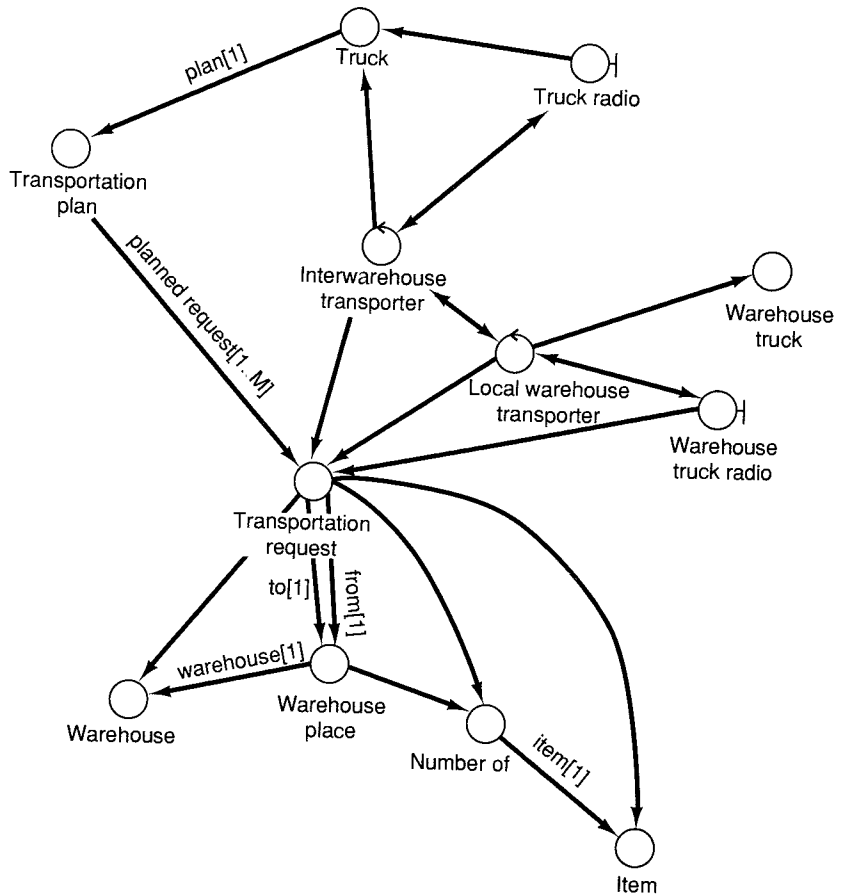 Truck
plan[1]
Truck radio
Transportation
plan
planned request[1..M]
Interwarehouse
transporter
Warehouse
truck
Local warehouse
transporter
Warehouse
truck radio
Transportation
request
to[1]
from[1]
warehouse[1]
Warehouse
place
Warehouse
Number of
item[1]
Item